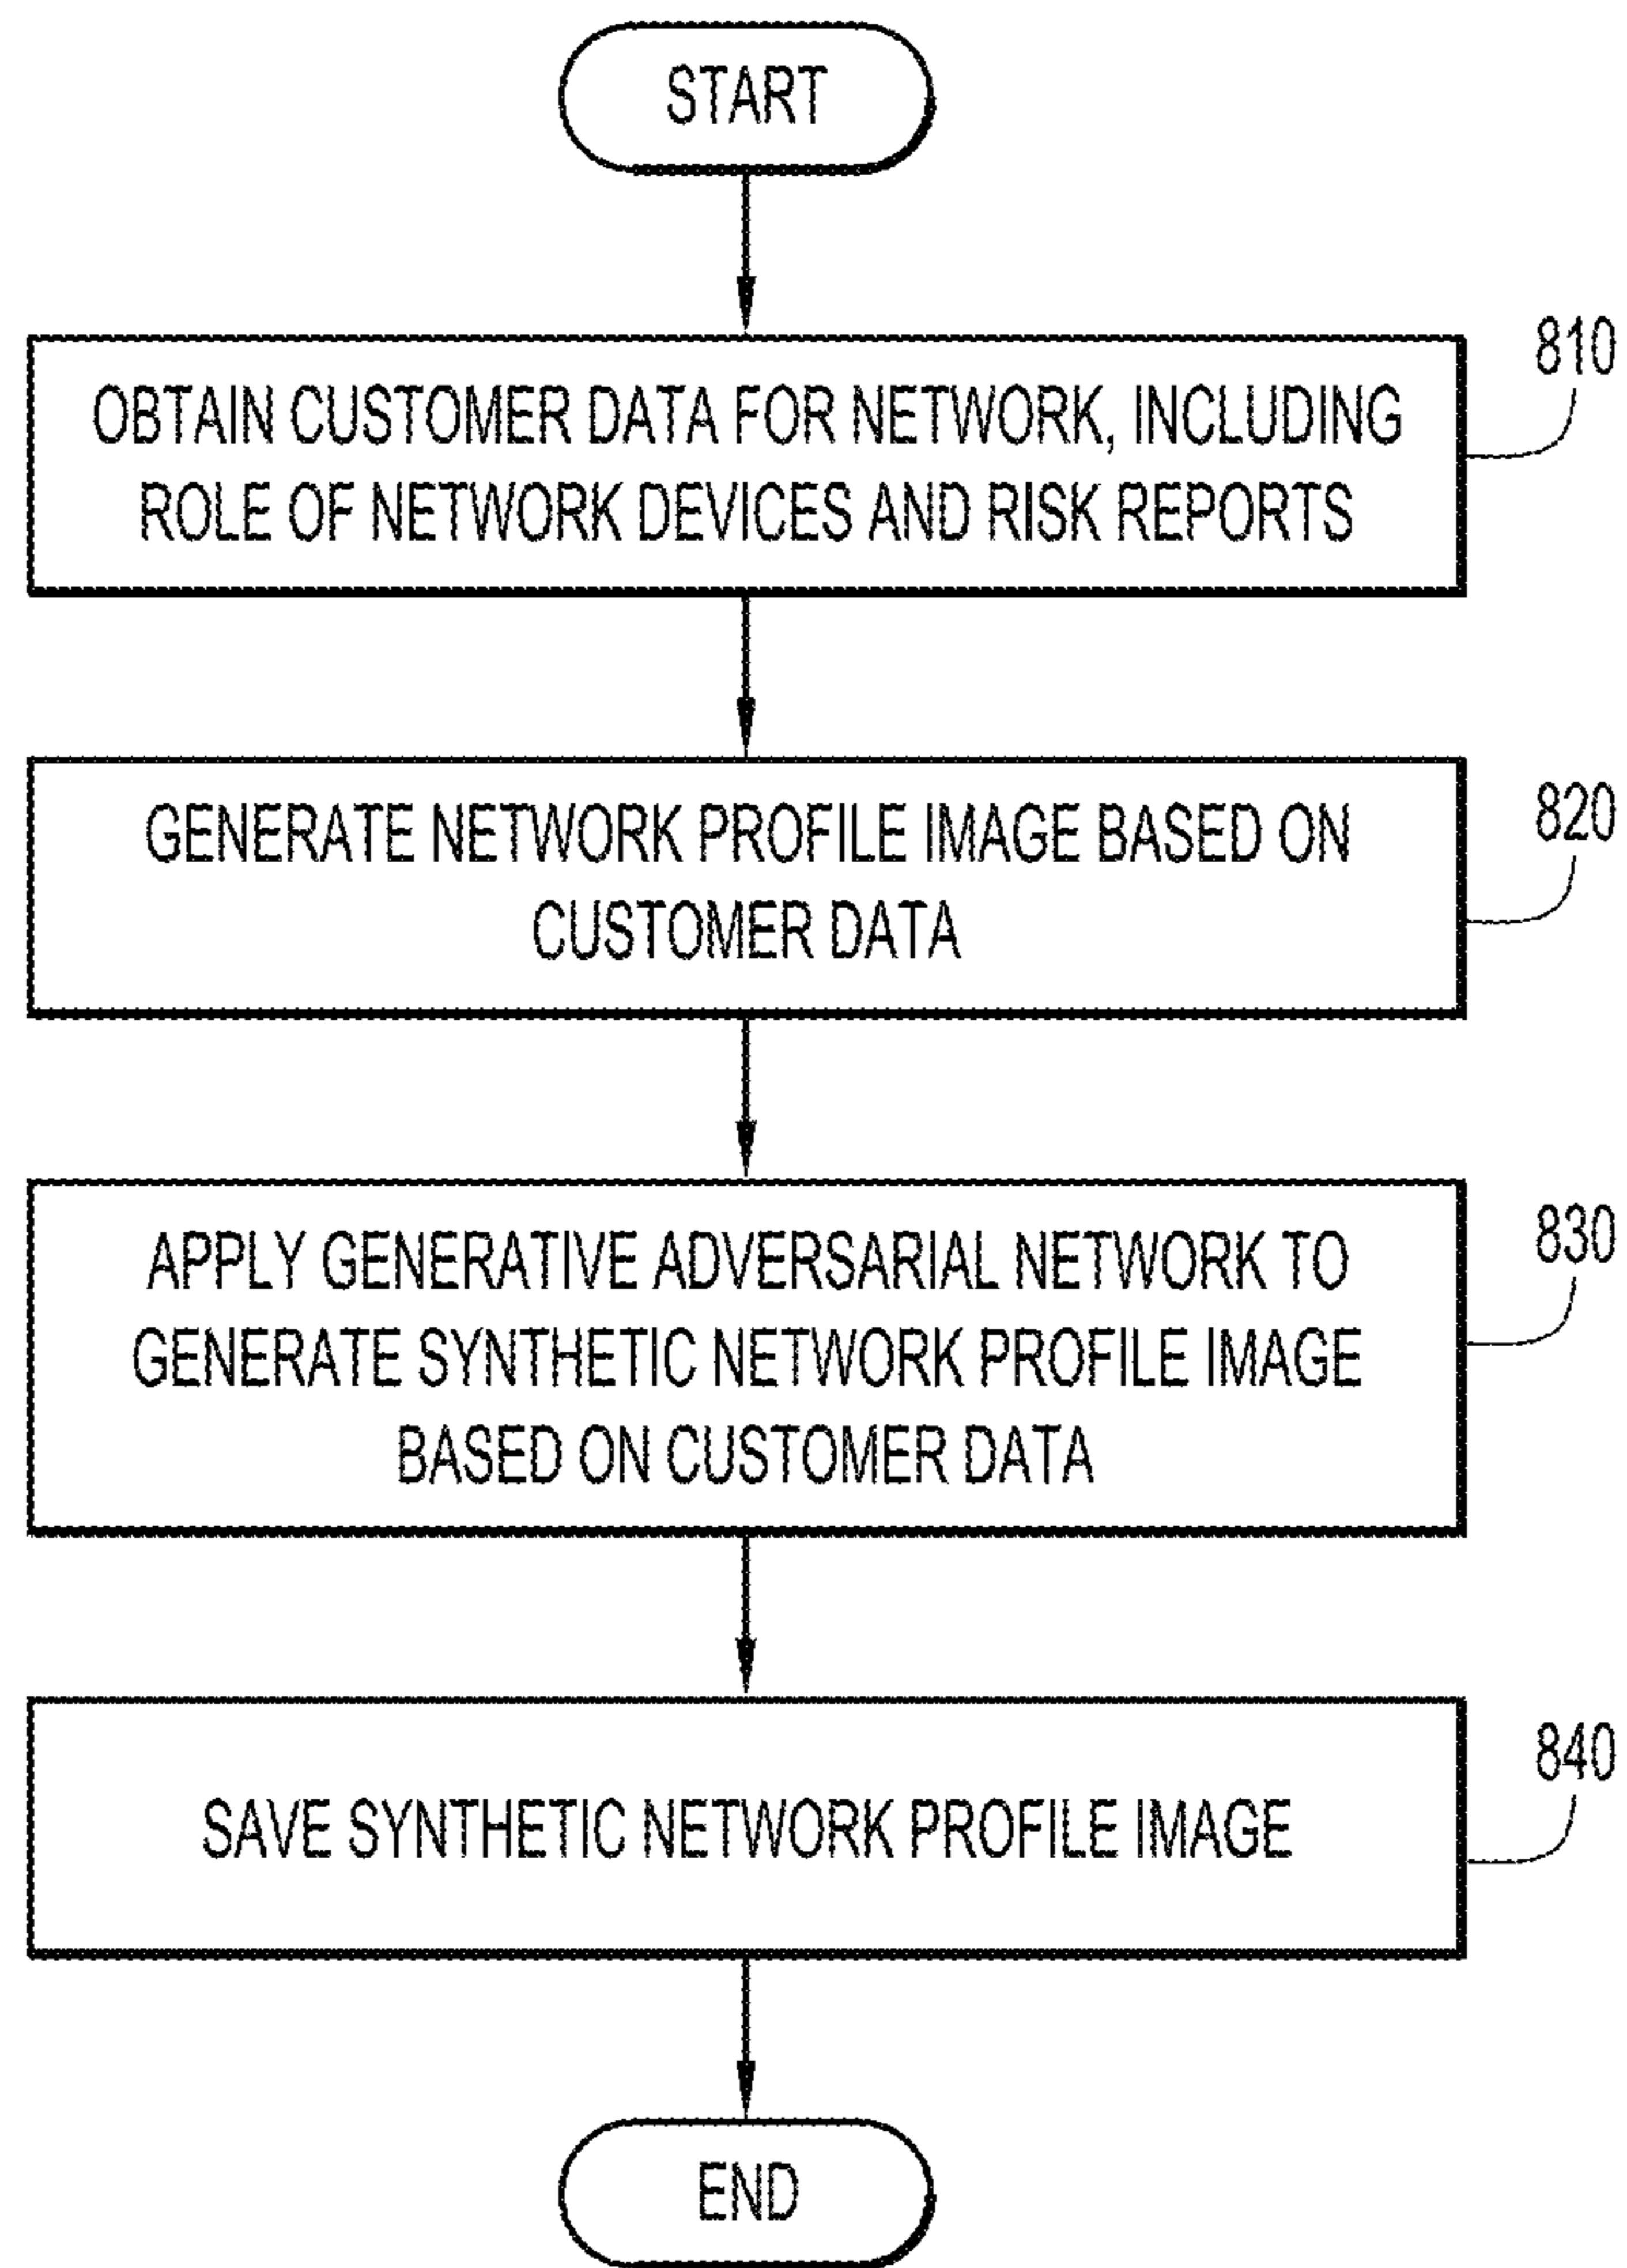 START
OBTAIN CUSTOMER DATA FOR NETWORK, INCLUDING
ROLE OF NETWORK DEVICES AND RISK REPORTS
810
GENERATE NETWORK PROFILE IMAGE BASED ON
CUSTOMER DATA
820
APPLY GENERATIVE ADVERSARIAL NETWORK TO
GENERATE SYNTHETIC NETWORK PROFILE IMAGE
BASED ON CUSTOMER DATA
830
SAVE SYNTHETIC NETWORK PROFILE IMAGE
840
END